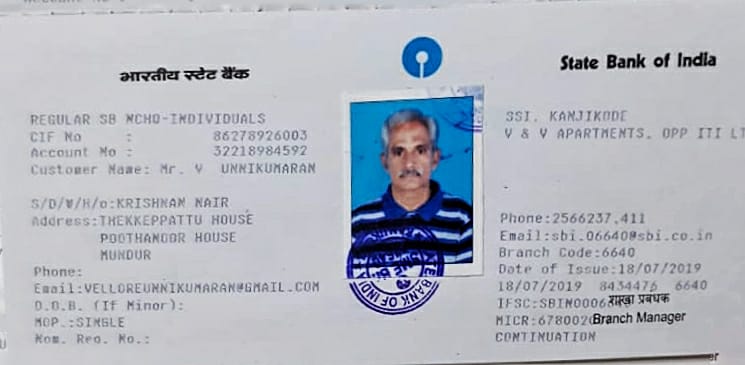 भारतीय स्टेट बैंक
State Bank of India
REGULAR SB NCHQ-INDIVIDUALS
CIF No : 86278926003
Account No : 32218984592
Customer Name: Mr. V UNNIKUMARAN
S/D/W/H/o:KRISHNAN NAIR
Address:THEKKEPPATTU HOUSE
POOTHANOOR HOUSE
MUNDUR
Phone:
Email:VELLOREUNNIKUMARAN@GMAIL.COM
D.O.B. (If Minor):
MOP.:SINGLE
Nom. Reg. No.:
SSI, KANJIKODE
V & V APARTMENTS, OPP ITI
Phone:2566237,411
Email:sbi.06640@sbi.co.in
Branch Code:6640
Date of Issue:18/07/2019
18/07/2019 8434476 6640
IFSC:SBIN0006
शाखा प्रबंधक
MICR:678002
Branch Manager
CONTINUATION
BANK OF INDI